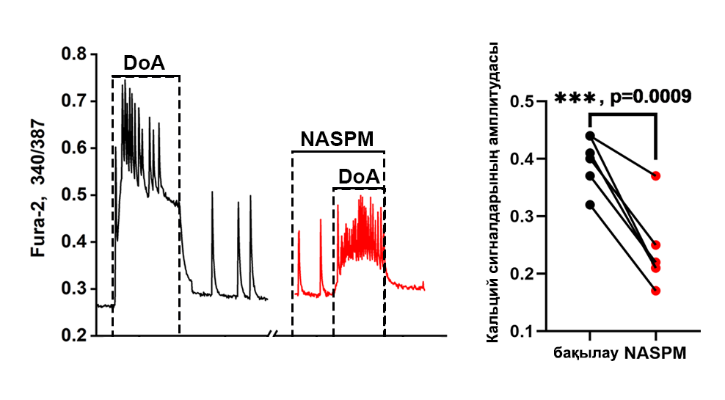 Fura-2, 340/387
0.8
0.7
0.6
0.5
0.4
0.3
0.2
DoA
NASPM
DoA
Кальций сигналдарының амплитудасы
***, p=0.0009
0.5
0.4
0.3
0.2
0.1
бақылау NASPM